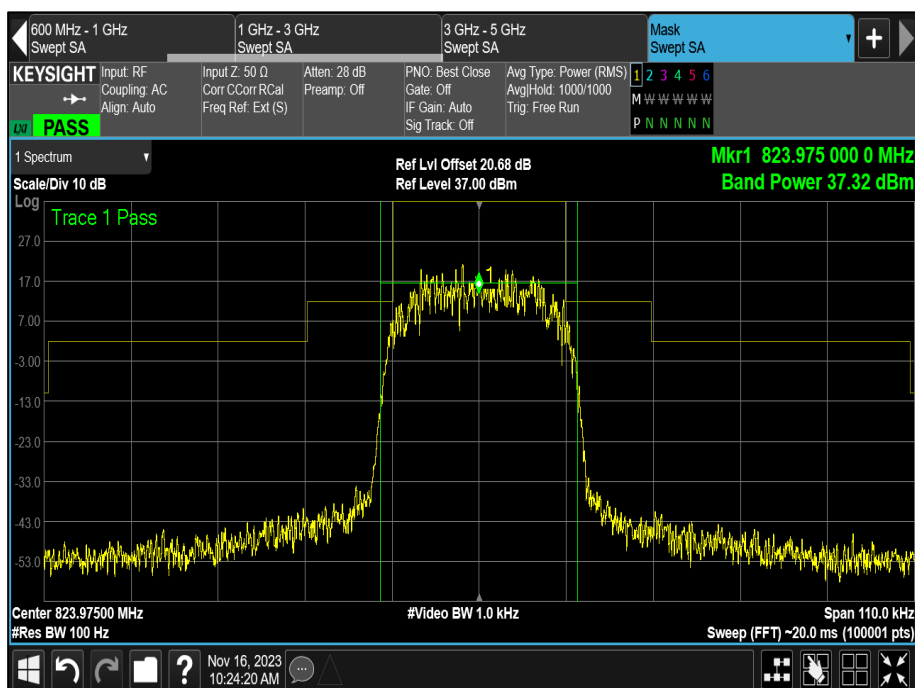 600 MHz - 1 GHz
Swept SA
1 GHz - 3 GHz
Swept SA
3 GHz - 5 GHz
Swept SA
Mask
Swept SA
+
KEYSIGHT
LXI
PASS
Input: RF
Coupling: AC
Align: Auto
Input Z: 50 Ω
Corr CCorr RCal
Freq Ref: Ext (S)
Atten: 28 dB
Preamp: Off
PNO: Best Close
Gate: Off
IF Gain: Auto
Sig Track: Off
Avg Type: Power (RMS)
Avg|Hold: 1000/1000
Trig: Free Run
1 2 3 4 5 6
M W W W W W
P N N N N N
1 Spectrum
Scale/Div 10 dB
Ref Lvl Offset 20.68 dB
Ref Level 37.00 dBm
Mkr1 823.975 000 0 MHz
Band Power 37.32 dBm
Log
Trace 1 Pass
27.0
17.0
7.00
-3.00
-13.0
-23.0
-33.0
-43.0
-53.0
1
Center 823.97500 MHz
#Video BW 1.0 kHz
Span 110.0 kHz
#Res BW 100 Hz
Sweep (FFT) ~20.0 ms (100001 pts)
?
Nov 16, 2023
10:24:20 AM